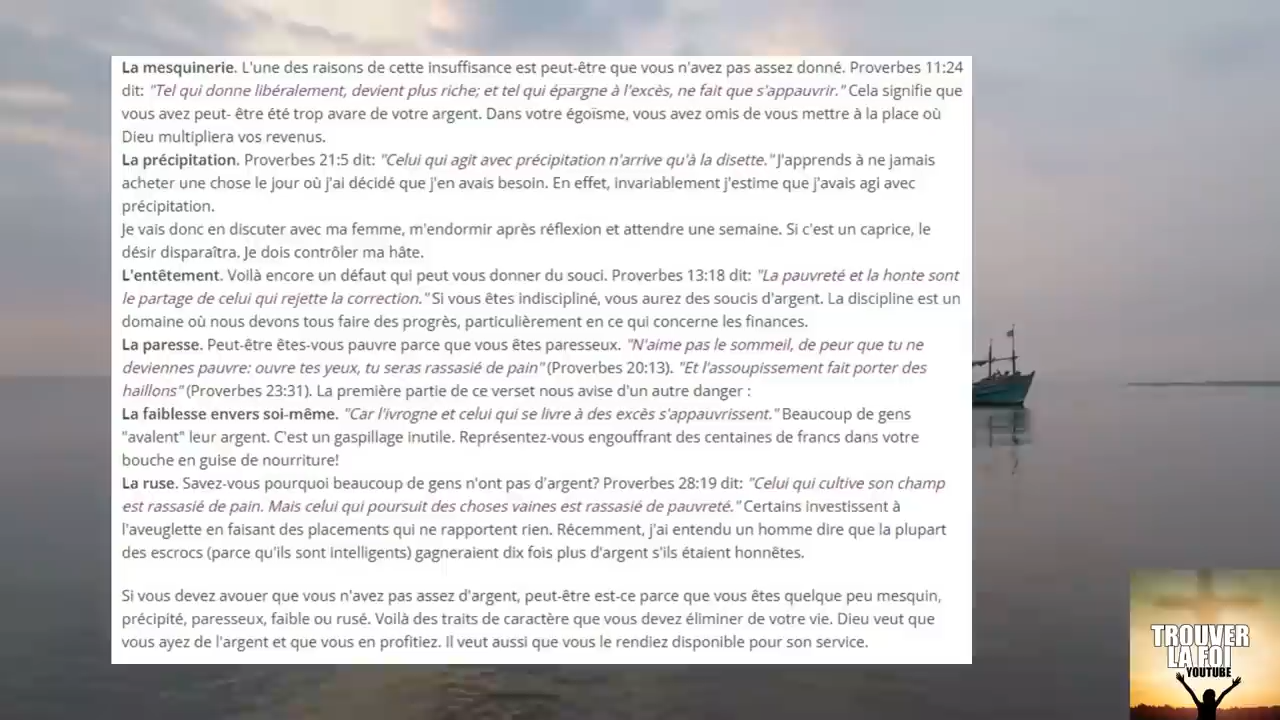 La mesquinerie. L'une des raisons de cette insuffisance est peut-être que vous n'avez pas assez donné. Proverbes 11:24
dit: "Tel qui donne libéralement, devient plus riche; et tel qui épargne à l'excès, ne fait que s'appauvrir." Cela signifie que
vous avez peut- être été trop avare de votre argent. Dans votre égoïsme, vous avez omis de vous mettre à la place où
Dieu multipliera vos revenus.
La précipitation. Proverbes 21:5 dit: "Celui qui agit avec précipitation n'arrive qu'à la disette." J'apprends à ne jamais
acheter une chose le jour où j'ai décidé que j'en avais besoin. En effet, invariablement j'estime que j'avais agi avec
précipitation.
Je vais donc en discuter avec ma femme, m'endormir après réflexion et attendre une semaine. Si c'est un caprice, le
désir disparaîtra. Je dois contrôler ma hâte.
L'entêtement. Voilà encore un défaut qui peut vous donner du souci. Proverbes 13:18 dit: "La pauvreté et la honte sont
le partage de celui qui rejette la correction." Si vous êtes indiscipliné, vous aurez des soucis d'argent. La discipline est un
domaine où nous devons tous faire des progrès, particulièrement en ce qui concerne les finances.
La paresse. Peut-être êtes-vous pauvre parce que vous êtes paresseux. "N'aime pas le sommeil, de peur que tu ne
deviennes pauvre: ouvre tes yeux, tu seras rassasié de pain" (Proverbes 20:13). "Et l'assoupissement fait porter des
haillons" (Proverbes 23:31). La première partie de ce verset nous avise d'un autre danger :
La faiblesse envers soi-même. "Car l'ivrogne et celui qui se livre à des excès s'appauvrissent." Beaucoup de gens
"avalent" leur argent. C'est un gaspillage inutile. Représentez-vous engouffrant des centaines de francs dans votre
bouche en guise de nourriture!
La ruse. Savez-vous pourquoi beaucoup de gens n'ont pas d'argent? Proverbes 28:19 dit: "Celui qui cultive son champ
est rassasié de pain. Mais celui qui poursuit des choses vaines est rassasié de pauvreté." Certains investissent à
l'aveuglette en faisant des placements qui ne rapportent rien. Récemment, j'ai entendu un homme dire que la plupart
des escrocs (parce qu'ils sont intelligents) gagneraient dix fois plus d'argent s'ils étaient honnêtes.
Si vous devez avouer que vous n'avez pas assez d'argent, peut-être est-ce parce que vous êtes quelque peu mesquin,
précipité, paresseux, faible ou rusé. Voilà des traits de caractère que vous devez éliminer de votre vie. Dieu veut que
vous ayez de l'argent et que vous en profitiez. Il veut aussi que vous le rendiez disponible pour son service.
TROUVER
LA FOI
YOUTUBE